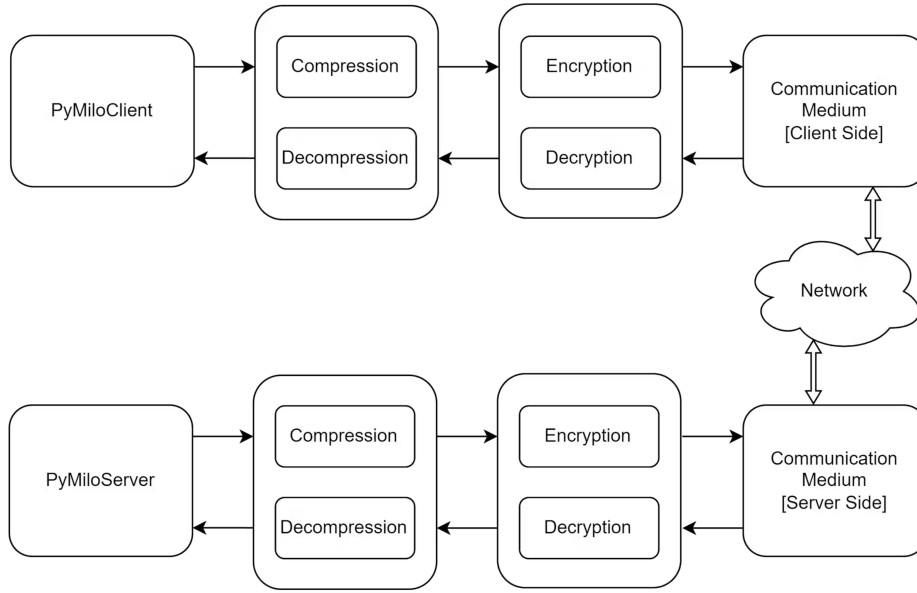 PyMiloClient
Compression
Decompression
Encryption
Decryption
Communication
Medium
[Client Side]
Network
PyMiloServer
Compression
Decompression
Encryption
Decryption
Communication
Medium
[Server Side]